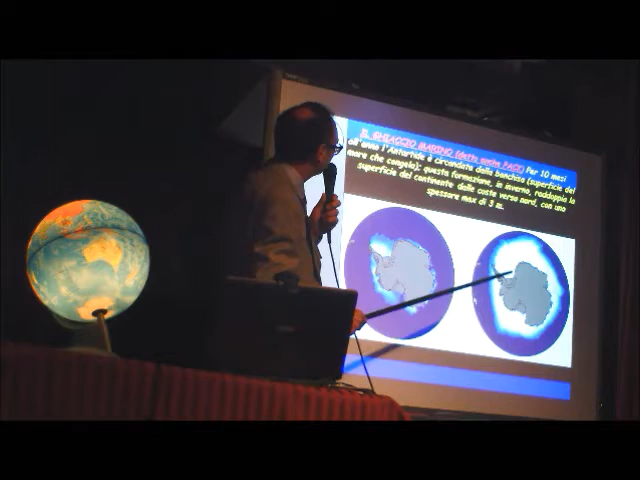 IL GHIACCIO MARINO (detto anche PACK) Per 10 mesi
all'anno l'Antartide è circondata dalla banchisa (superficie del
mare che congela); questa formazione, in inverno, raddoppia la
superficie del continente dalle coste verso nord, con uno
spessore max di 3 m.